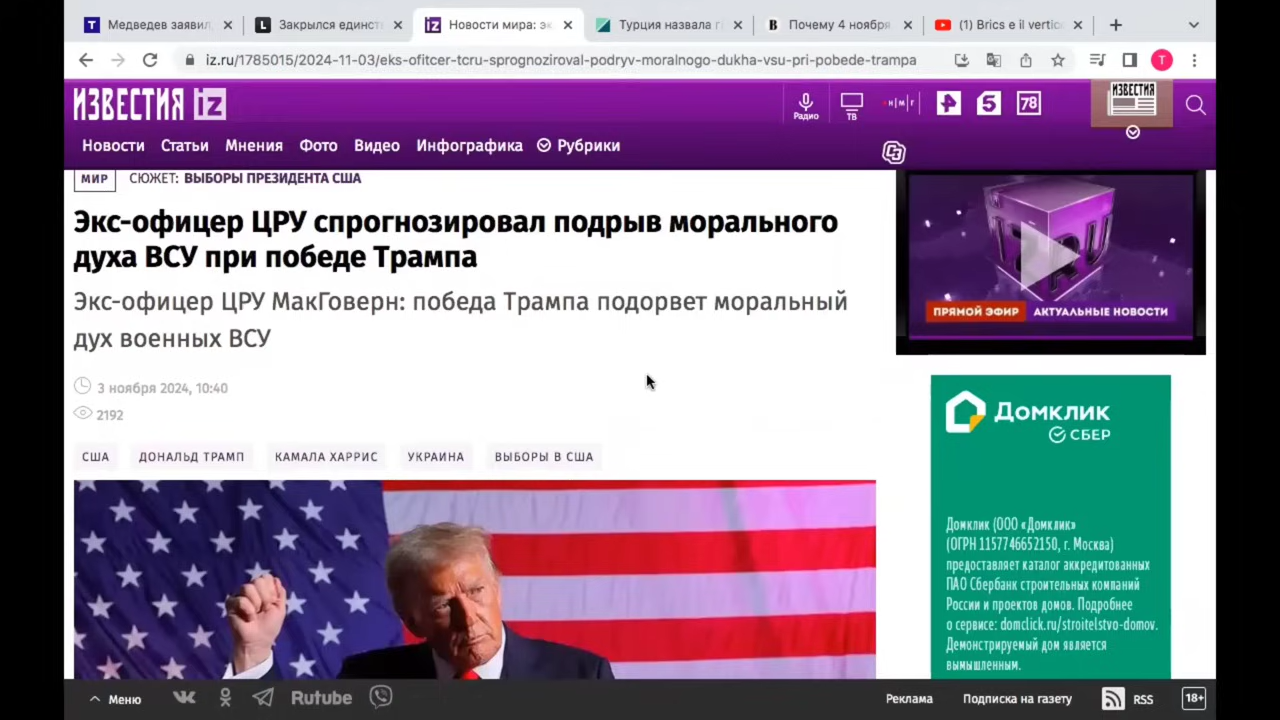 Медведев заявил
Закрылся единст
Новости мира: эк
Турция назвала г
Почему 4 ноября
(1) Brics e il vertic
iz.ru/1785015/2024-11-03/eks-ofitcer-tcru-sprognoziroval-podryv-moralnogo-dukha-vsu-pri-pobede-trampa
T
ИЗВЕСТИЯ iz
Радио
ТВ
5
78
ИЗВЕСТИЯ
Новости Статьи Мнения Фото Видео Инфографика Рубрики
МИР СЮЖЕТ: ВЫБОРЫ ПРЕЗИДЕНТА США
Экс-офицер ЦРУ спрогнозировал подрыв морального
духа ВСУ при победе Трампа
Экс-офицер ЦРУ МакГоверн: победа Трампа подорвет моральный
дух военных ВСУ
3 ноября 2024, 10:40
2192
США ДОНАЛЬД ТРАМП КАМАЛА ХАРРИС УКРАИНА ВЫБОРЫ В США
ПРЯМОЙ ЭФИР АКТУАЛЬНЫЕ НОВОСТИ
Домклик
СБЕР
Домклик (ООО «Домклик»
(ОГРН 1157746652150, г. Москва)
предоставляет каталог аккредитованных
ПАО Сбербанк строительных компаний
России и проектов домов. Подробнее
о сервисе: domclick.ru/stroitelstvo-domov.
Демонстрируемый дом является
вымышленным.
Меню
Rutube
Реклама Подписка на газету RSS 18+